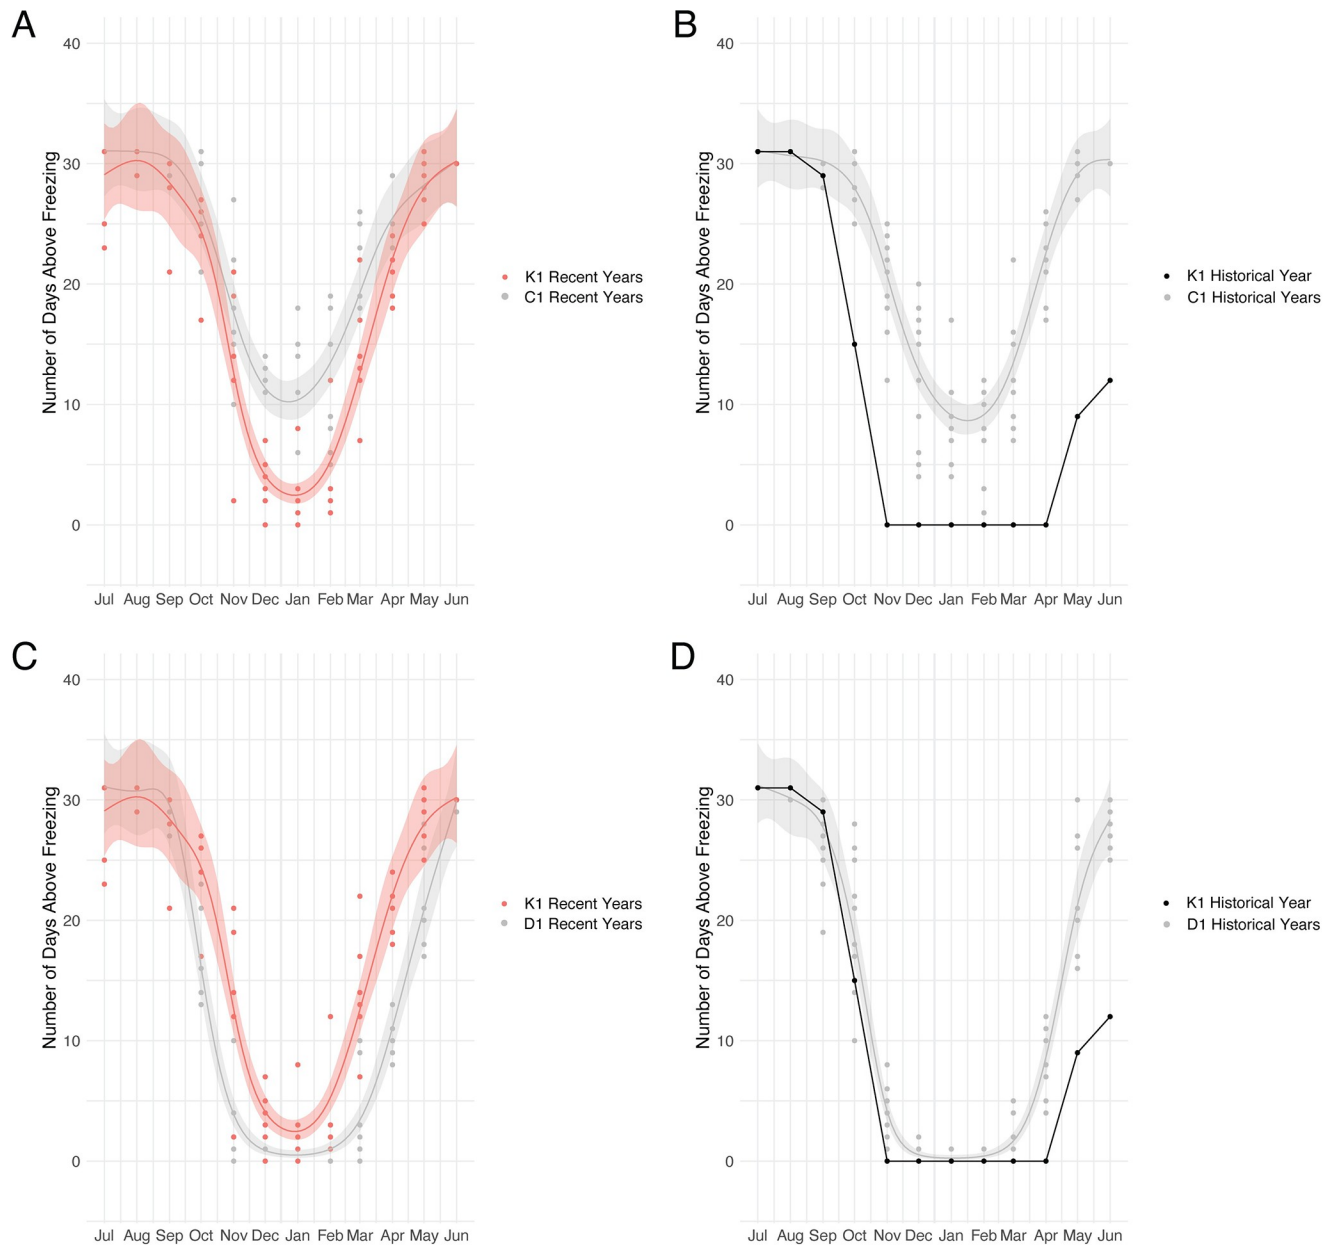 A
Number of Days Above Freezing
40
30
20
10
0
Jul Aug Sep Oct Nov Dec Jan Feb Mar Apr May Jun
K1 Recent Years
C1 Recent Years
B
Number of Days Above Freezing
40
30
20
10
0
Jul Aug Sep Oct Nov Dec Jan Feb Mar Apr May Jun
K1 Historical Year
C1 Historical Years
C
Number of Days Above Freezing
40
30
20
10
0
Jul Aug Sep Oct Nov Dec Jan Feb Mar Apr May Jun
K1 Recent Years
D1 Recent Years
D
Number of Days Above Freezing
40
30
20
10
0
Jul Aug Sep Oct Nov Dec Jan Feb Mar Apr May Jun
K1 Historical Year
D1 Historical Years